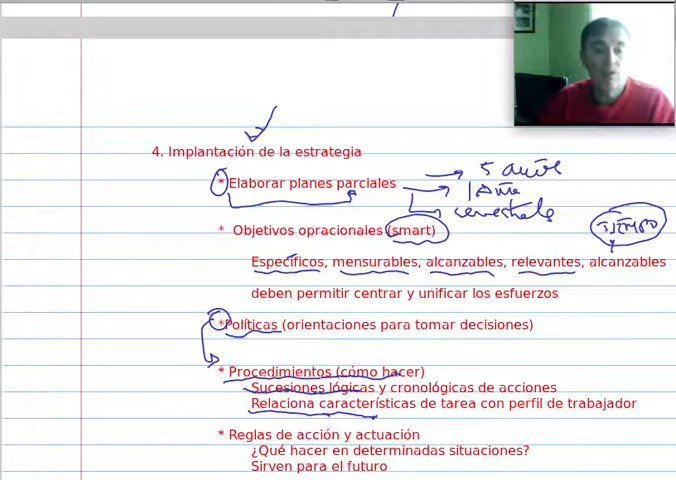 4. Implantación de la estrategia
* Elaborar planes parciales
5 años
1 Año
semestrals
* Objetivos opracionales (smart)
TIEMPO
Específicos, mensurables, alcanzables, relevantes, alcanzables
deben permitir centrar y unificar los esfuerzos
*Políticas (orientaciones para tomar decisiones)
* Procedimientos (cómo hacer)
Sucesiones lógicas y cronológicas de acciones
Relaciona características de tarea con perfil de trabajador
* Reglas de acción y actuación
¿Qué hacer en determinadas situaciones?
Sirven para el futuro